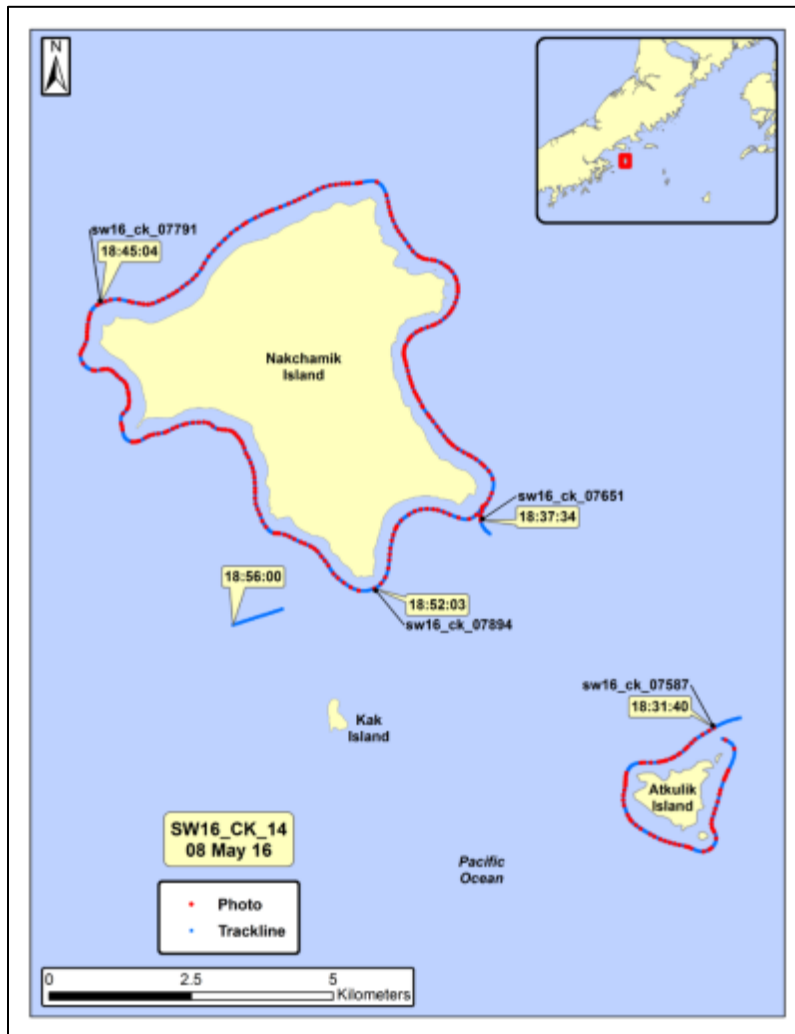 N
sw16_ck_07791
18:45:04
Nakchamik
Island
sw16_ck_07651
18:37:34
18:56:00
18:52:03
sw16_ck_07894
sw16_ck_07587
18:31:40
Kak
Island
Atkulik
Island
SW16_CK_14
08 May 16
Pacific
Ocean
Photo
Trackline
0 2.5 5
Kilometers